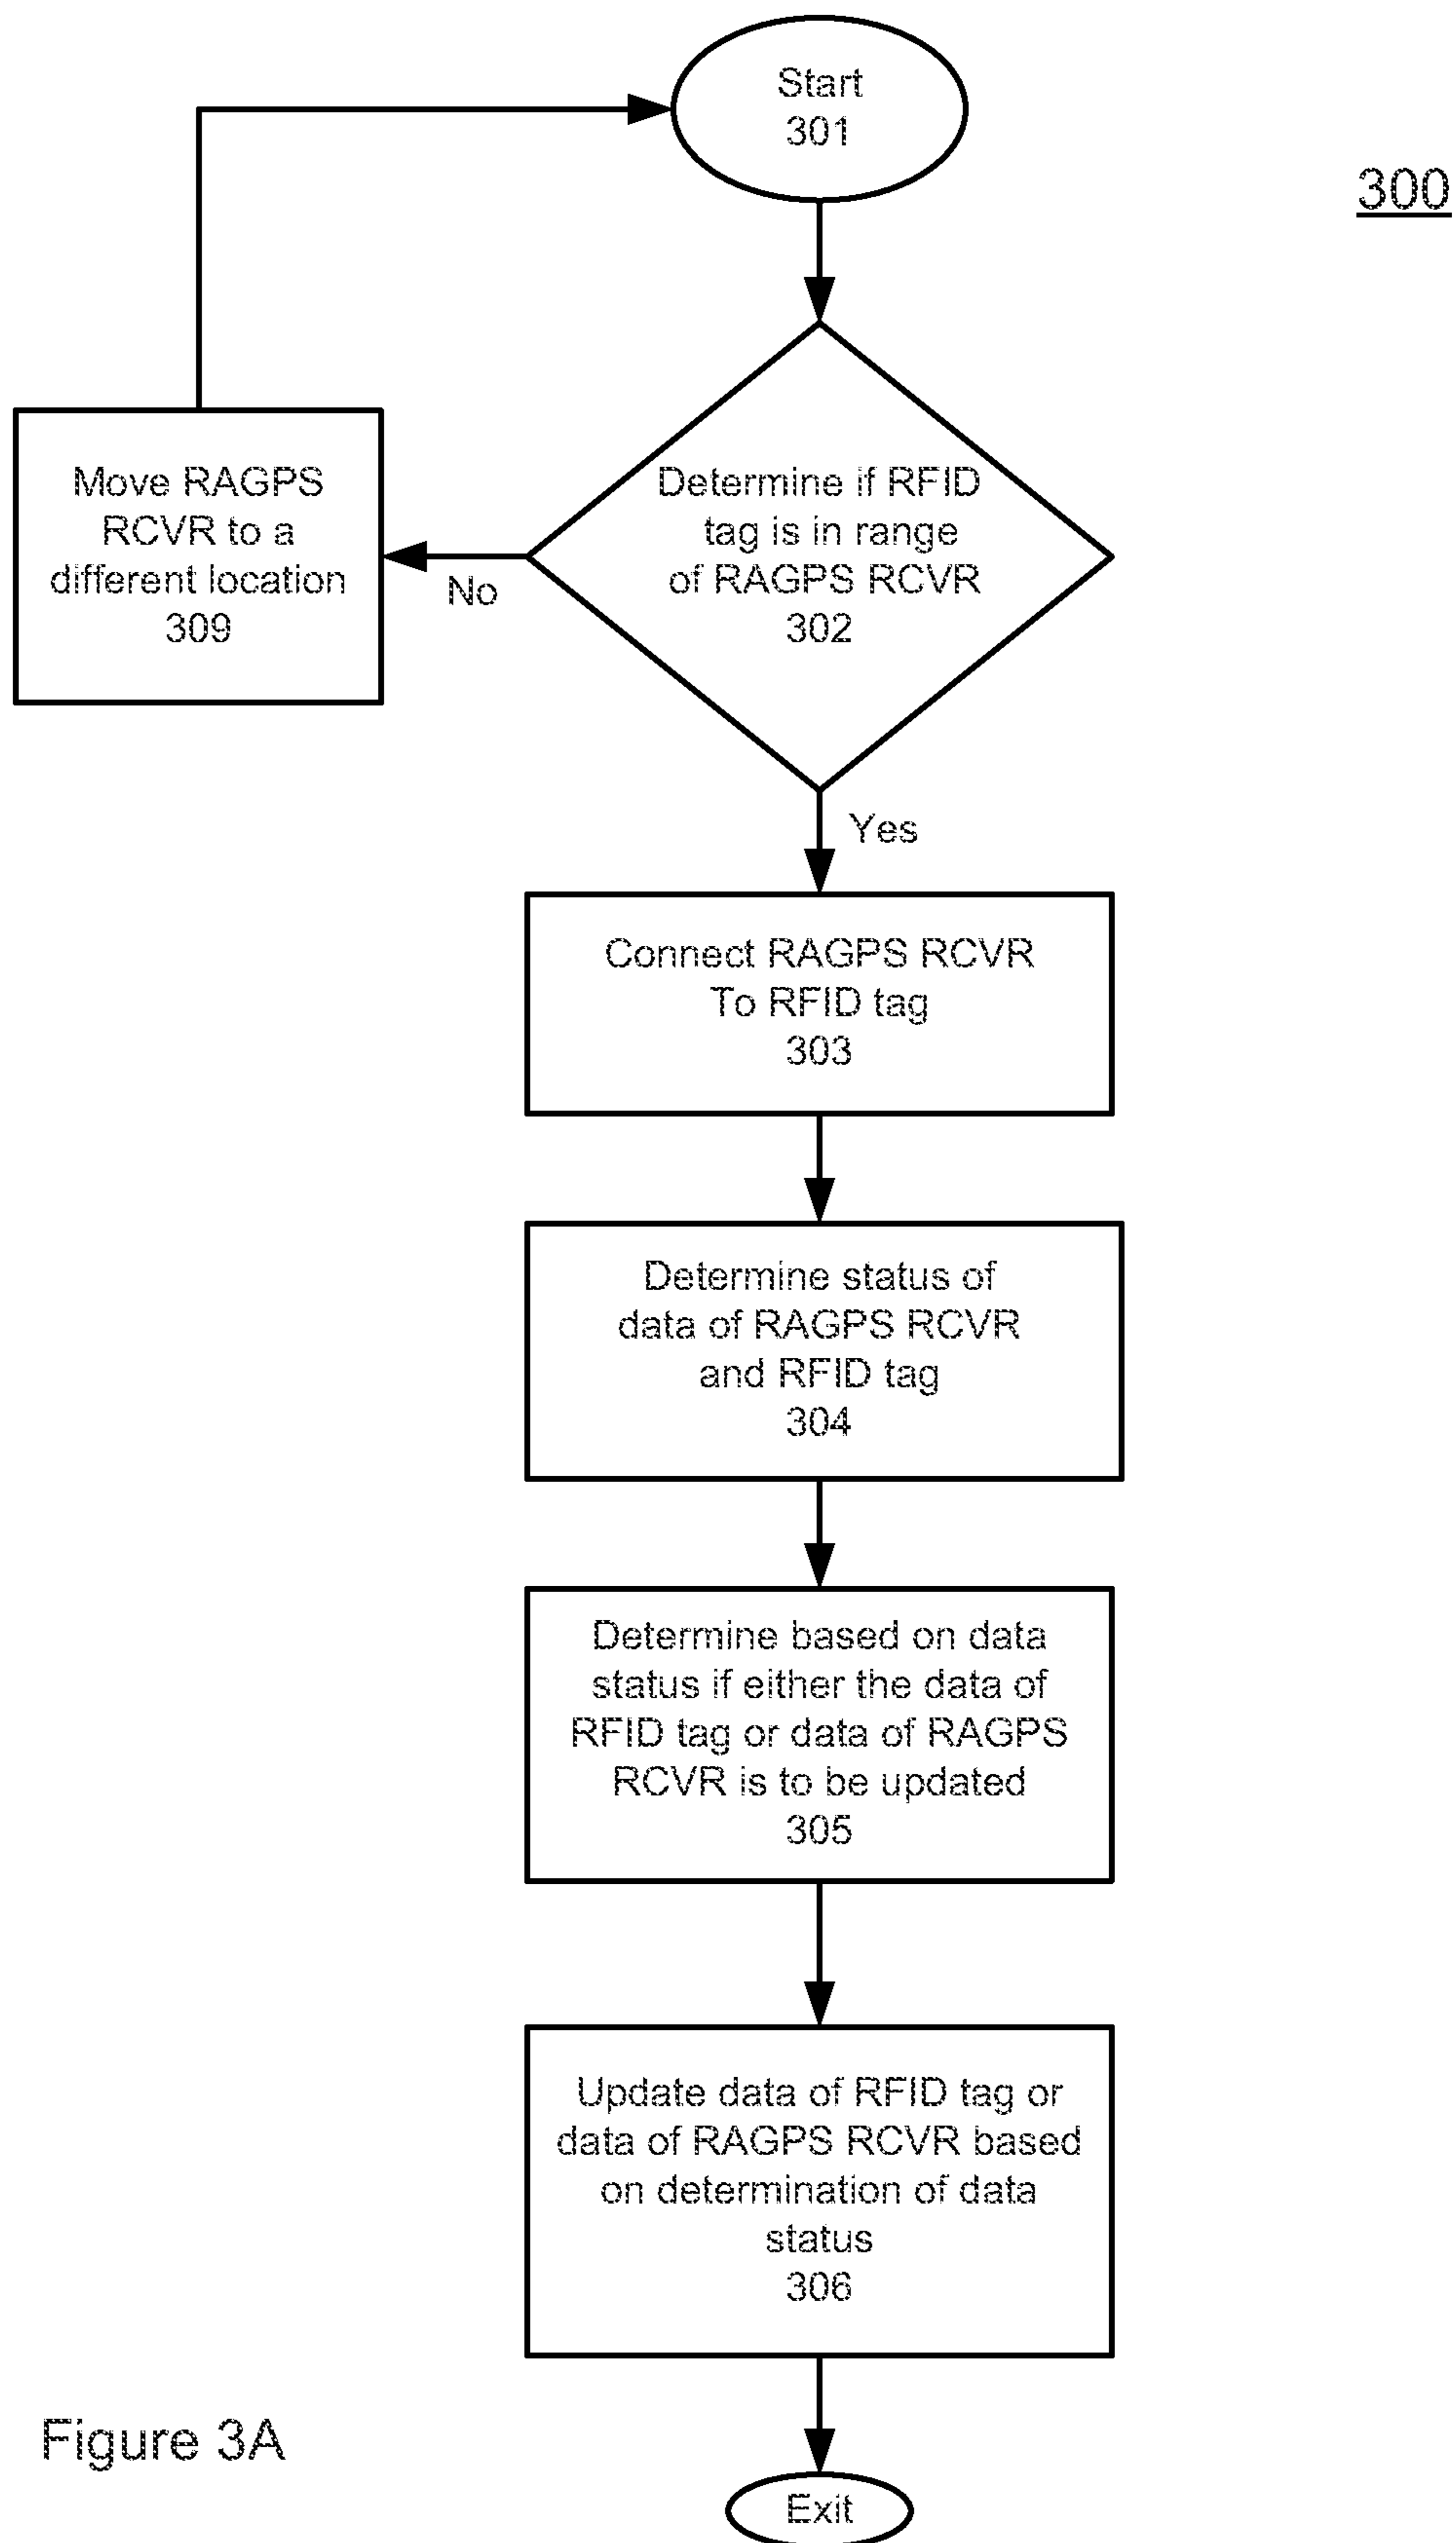 Start
301
300
Move RAGPS
RCVR to a
different location
309
No
Determine if RFID
tag is in range
of RAGPS RCVR
302
Yes
Connect RAGPS RCVR
To RFID tag
303
Determine status of
data of RAGPS RCVR
and RFID tag
304
Determine based on data
status if either the data of
RFID tag or data of RAGPS
RCVR is to be updated
305
Update data of RFID tag or
data of RAGPS RCVR based
on determination of data
status
306
Figure 3A
Exit